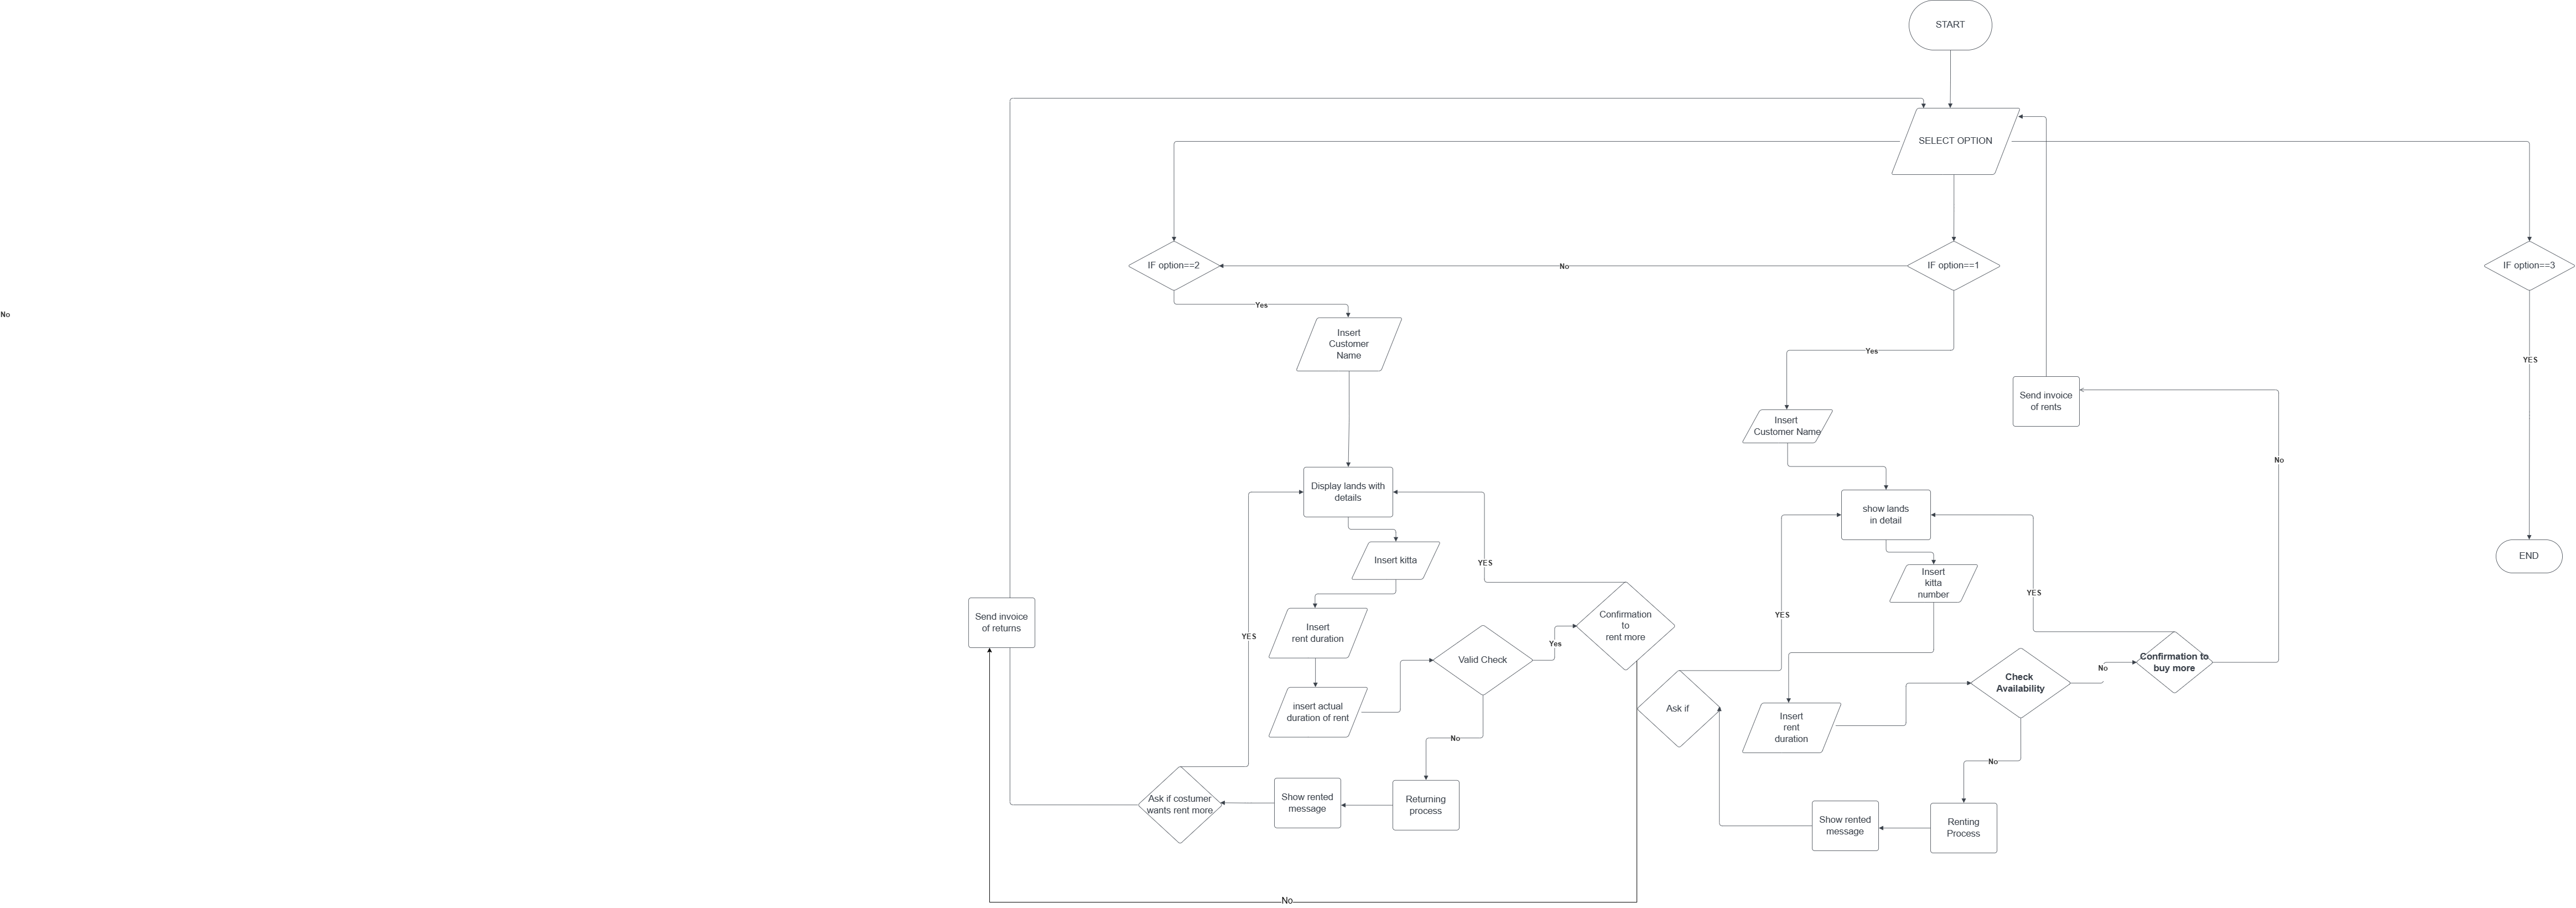 START
SELECT OPTION
IF option==2
No
IF option==1
IF option==3
Yes
No
Insert
Customer
Name
Yes
YES
Send invoice
of rents
Insert
Customer Name
No
Display lands with
details
show lands
in detail
END
Insert kitta
YES
Insert
kitta
number
YES
YES
Send invoice
of returns
YES
Insert
rent duration
Confirmation
to
rent more
Yes
Valid Check
Confirmation to
buy more
No
Check
Availability
insert actual
duration of rent
Ask if
Insert
rent
duration
No
No
Ask if costumer
wants rent more
Show rented
message
Returning
process
Show rented
message
Renting
Process
No